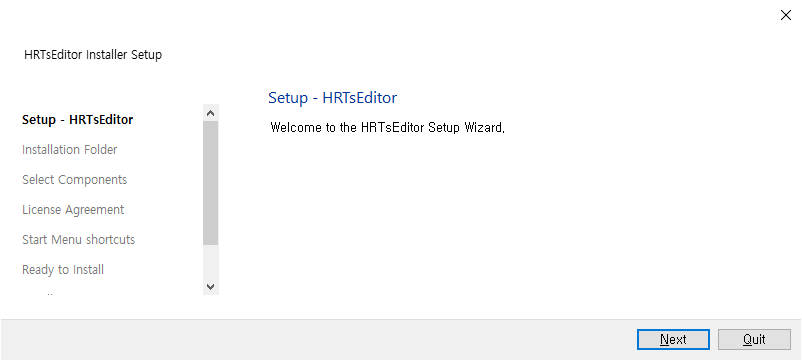 HRTsEditor Installer Setup
Setup - HRTsEditor
Installation Folder
Select Components
License Agreement
Start Menu shortcuts
Ready to Install
Setup - HRTsEditor
Welcome to the HRTsEditor Setup Wizard.
Next
Quit